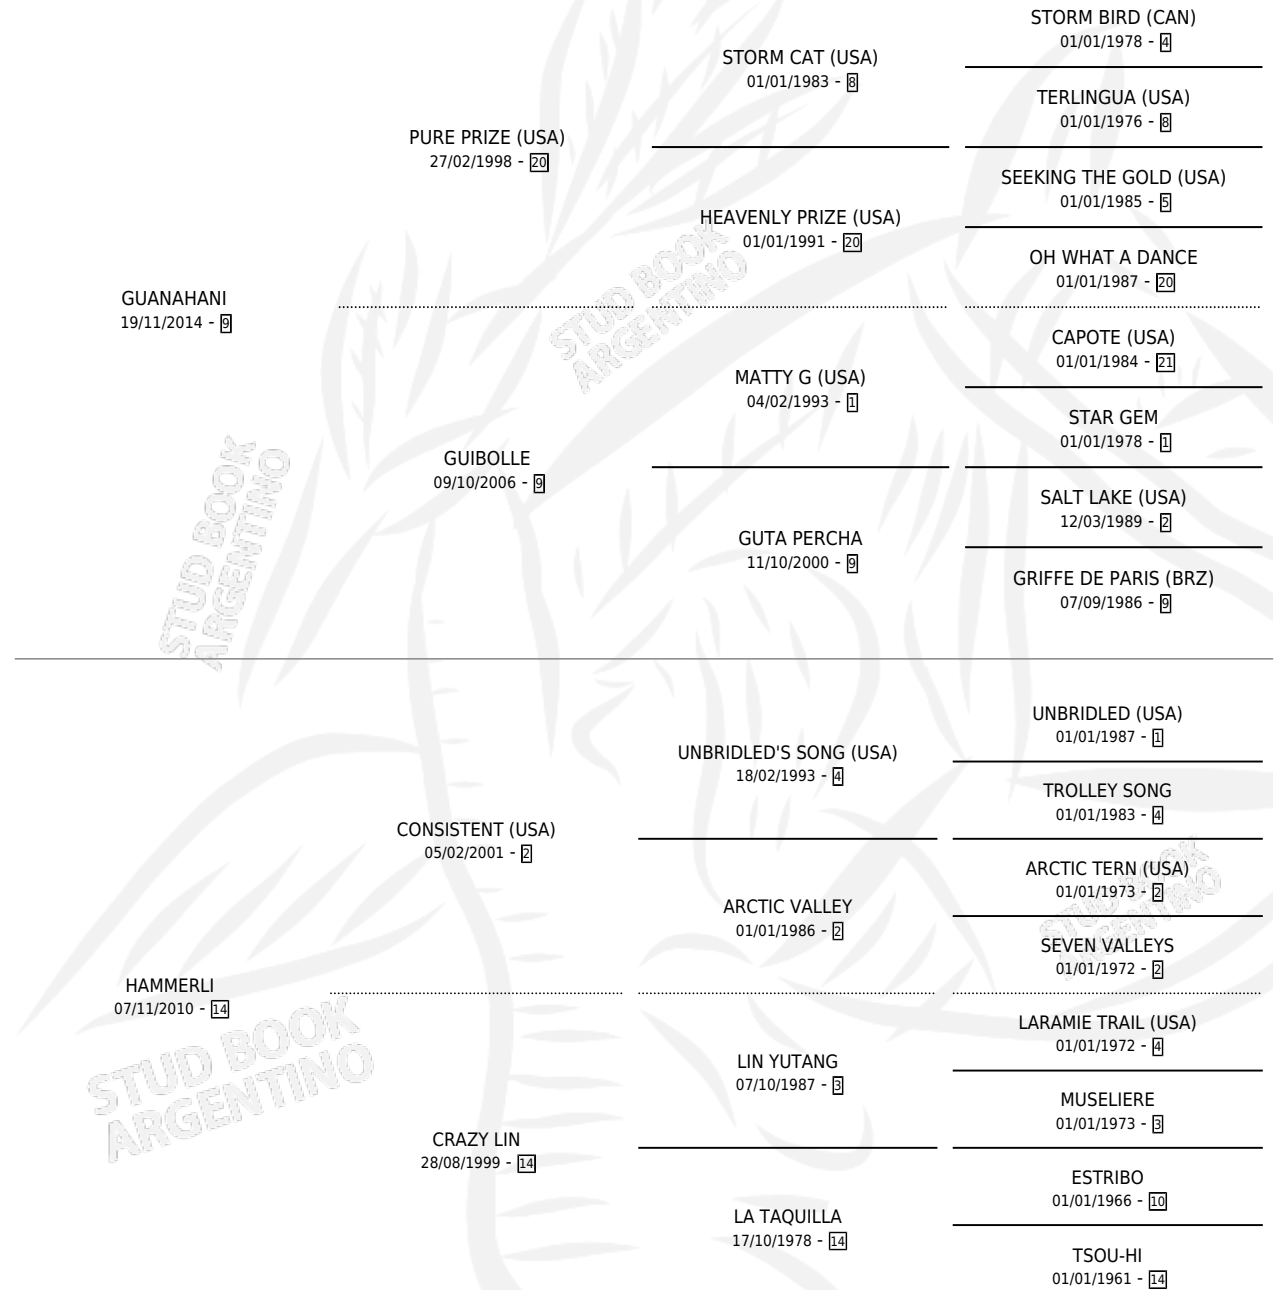 STORM BIRD (CAN)
01/01/1978 - 4
STORM CAT (USA)
01/01/1983 - 8
TERLINGUA (USA)
01/01/1976 - 8
PURE PRIZE (USA)
27/02/1998 - 20
SEEKING THE GOLD (USA)
01/01/1985 - 5
HEAVENLY PRIZE (USA)
01/01/1991 - 20
OH WHAT A DANCE
01/01/1987 - 20
GUANAHANI
19/11/2014 - 9
CAPOTE (USA)
01/01/1984 - 21
MATTY G (USA)
04/02/1993 - 1
STAR GEM
01/01/1978 - 1
GUIBOLLE
09/10/2006 - 9
SALT LAKE (USA)
12/03/1989 - 2
GUTA PERCHA
11/10/2000 - 9
GRIFFE DE PARIS (BRZ)
07/09/1986 - 9
STUD BOOK
ARGENTINO
STUD BOOK
ARGENTINO
UNBRIDLED (USA)
01/01/1987 - 1
UNBRIDLED'S SONG (USA)
18/02/1993 - 4
TROLLEY SONG
01/01/1983 - 4
CONSISTENT (USA)
05/02/2001 - 2
ARCTIC TERN (USA)
01/01/1973 - 2
ARCTIC VALLEY
01/01/1986 - 2
SEVEN VALLEYS
01/01/1972 - 2
HAMMERLI
07/11/2010 - 14
LARAMIE TRAIL (USA)
01/01/1972 - 4
LIN YUTANG
07/10/1987 - 3
MUSELIERE
01/01/1973 - 3
CRAZY LIN
28/08/1999 - 14
ESTRIBO
01/01/1966 - 10
LA TAQUILLA
17/10/1978 - 14
TSOU-HI
01/01/1961 - 14
STUD BOOK
ARGENTINO
STUD BOOK
ARGENTINO